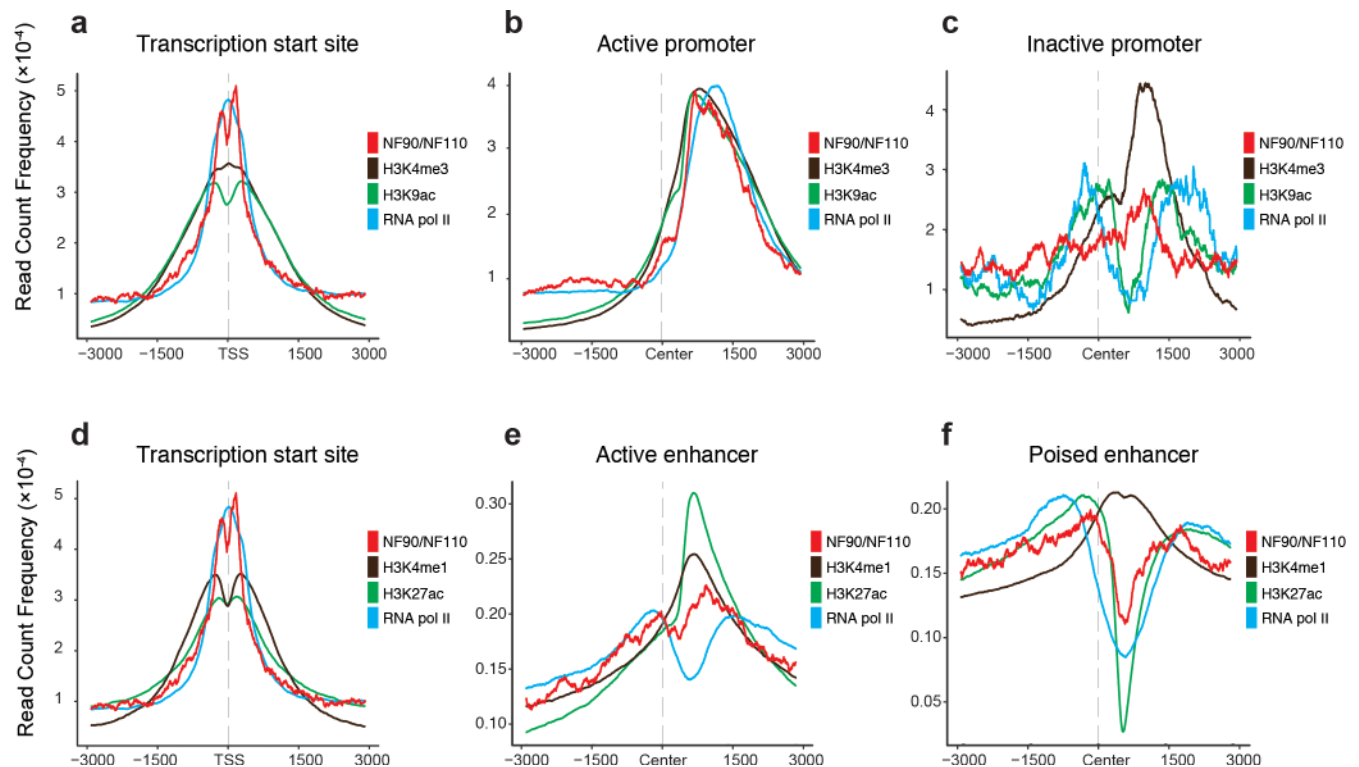 a
Transcription start site
Read Count Frequency (×10⁻⁴)
5
4
3
2
1
−3000 −1500 TSS 1500 3000
NF90/NF110
H3K4me3
H3K9ac
RNA pol II
b
Active promoter
4
3
1
−3000 Center 1500 3000
NF90/NF110
H3K4me3
H3K9ac
RNA pol II
c
Inactive promoter
4
3
2
1
−3000 −1500 Center 1500 3000
NF90/NF110
H3K4me3
H3K9ac
RNA pol II
d
Transcription start site
Read Count Frequency (×10⁻⁴)
5
4
3
2
1
−3000 −1500 TSS 1500 3000
NF90/NF110
H3K4me1
H3K27ac
RNA pol II
e
Active enhancer
0.30
0.25
0.20
0.15
0.10
−3000 −1500 Center 1500 3000
NF90/NF110
H3K4me1
H3K27ac
RNA pol II
f
Poised enhancer
0.20
0.15
0.10
0.05
−3000 −1500 Center 1500 3000
NF90/NF110
H3K4me1
H3K27ac
RNA pol II